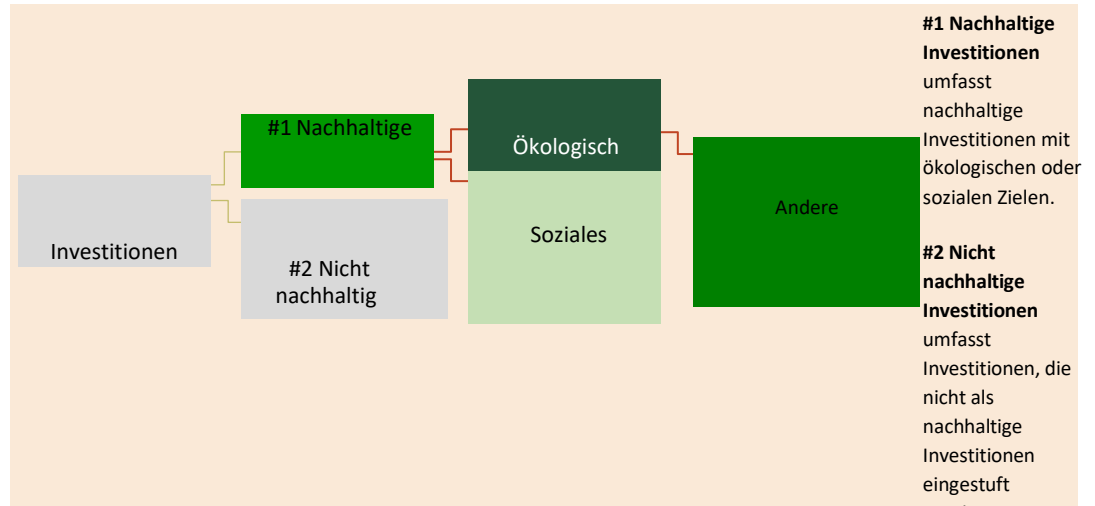 Investitionen
#1 Nachhaltige
#2 Nicht
nachhaltig
Ökologisch
Soziales
Andere
#1 Nachhaltige
Investitionen
umfasst
nachhaltige
Investitionen mit
ökologischen oder
sozialen Zielen.
#2 Nicht
nachhaltige
Investitionen
umfasst
Investitionen, die
nicht als
nachhaltige
Investitionen
eingestuft